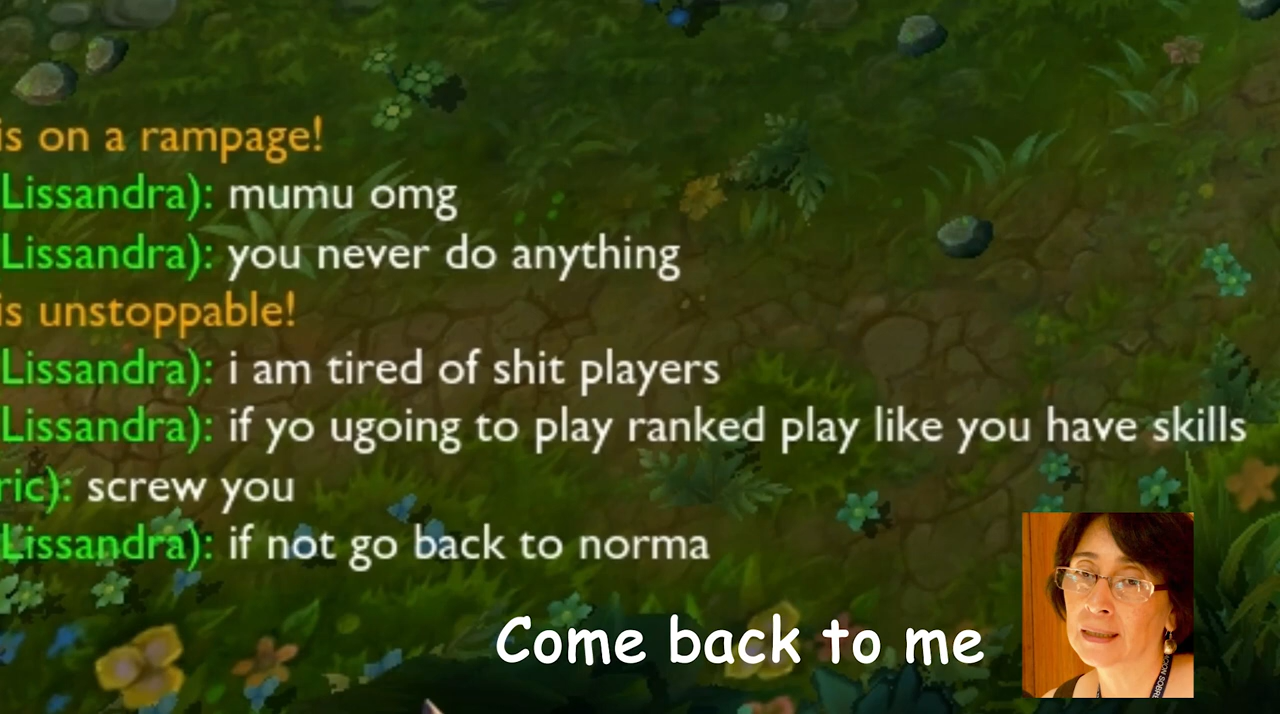 is on a rampage!
Lissandra): mumu omg
Lissandra): you never do anything
is unstoppable!
Lissandra): i am tired of shit players
Lissandra): if yo ugoing to play ranked play like you have skills
ric): screw you
Lissandra): if not go back to norma
Come back to me